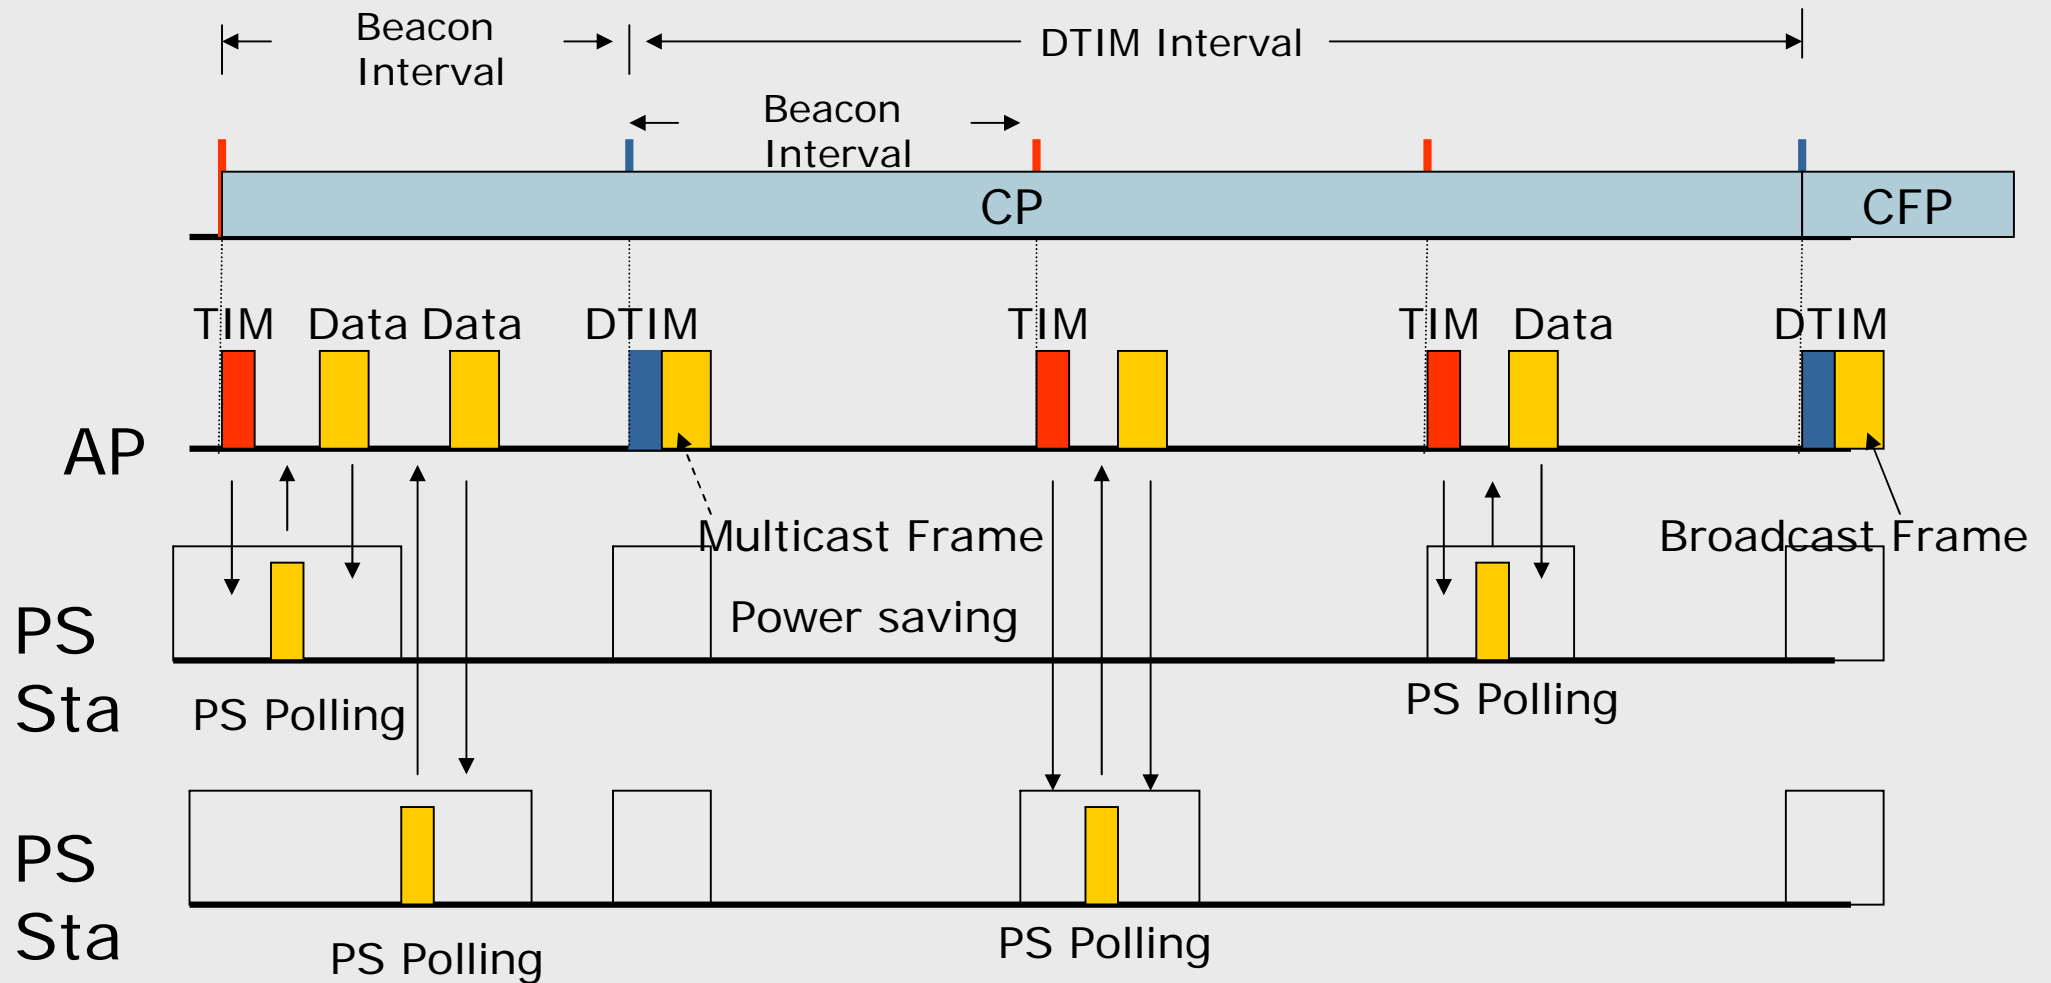 Beacon
Interval
DTIM Interval
Beacon
Interval
CP
CFP
TIM
Data
Data
DTIM
TIM
TIM
Data
DTIM
AP
Multicast Frame
Broadcast Frame
PS
Sta
Power saving
PS Polling
PS Polling
PS
Sta
PS Polling
PS Polling